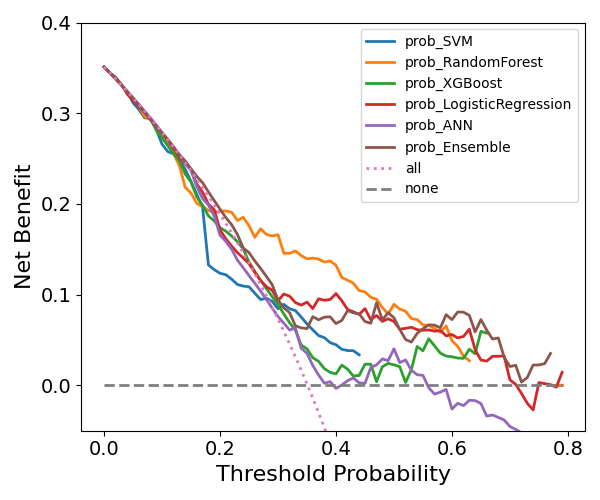 0.4
prob_SVM
prob_RandomForest
prob_XGBoost
prob_LogisticRegression
prob_ANN
prob_Ensemble
all
none
0.3
0.2
0.1
0.0
Net Benefit
0.0 0.2 0.4 0.6 0.8
Threshold Probability